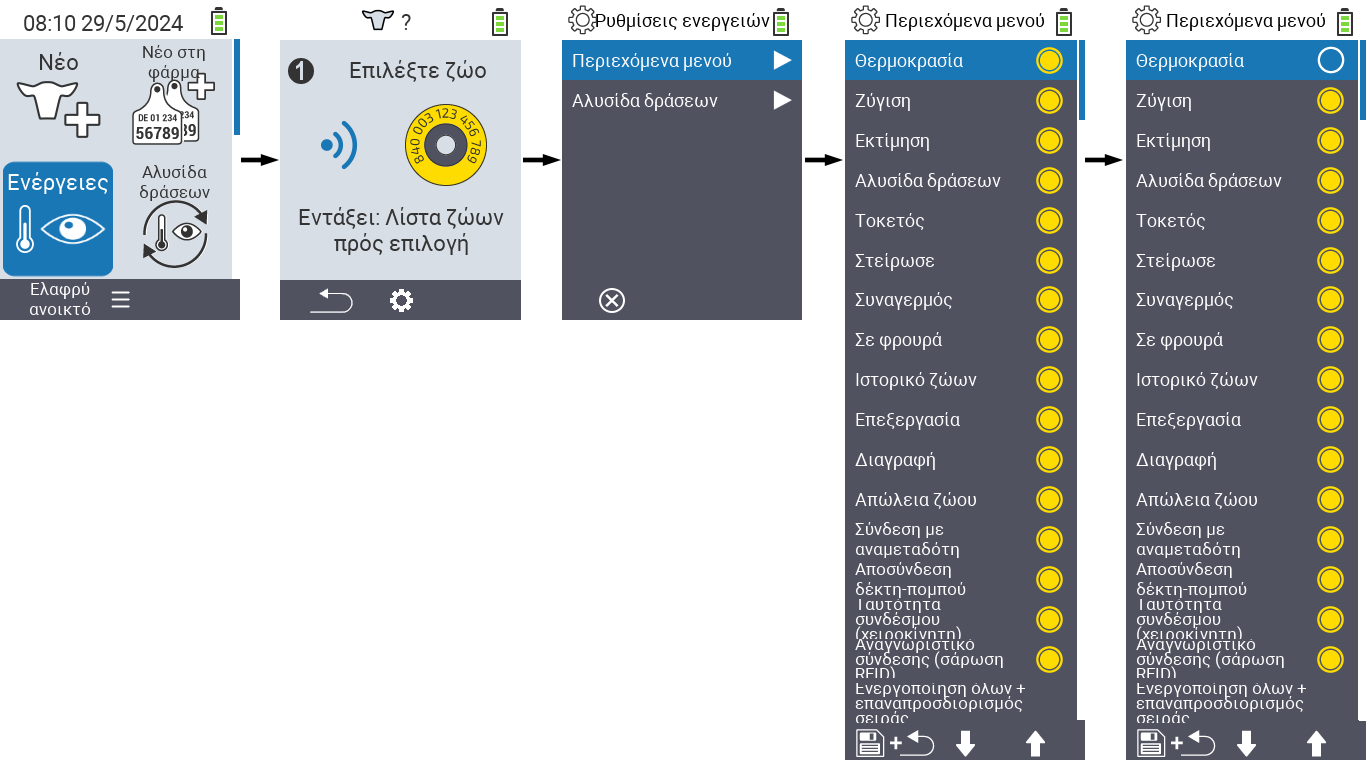 08:10 29/5/2024
Νέο
Νέο στη
φάρμα
DE 01 234
56789
234
89
Ενέργειες
Αλυσίδα
δράσεων
Ελαφρύ
ανοικτό
?
1
Επιλέξτε ζώο
840 003 123 456 789
Εντάξει: Λίστα ζώων
πρός επιλογή
Ρυθμίσεις ενεργειών
Περιεχόμενα μενού
Αλυσίδα δράσεων
Περιεχόμενα μενού
Θερμοκρασία
Ζύγιση
Εκτίμηση
Αλυσίδα δράσεων
Τοκετός
Στείρωσε
Συναγερμός
Σε φρουρά
Ιστορικό ζώων
Επεξεργασία
Διαγραφή
Απώλεια ζώου
Σύνδεση με
αναμεταδότη
Αποσύνδεση
δέκτη-πομπού
Ταυτότητα
συνδέσμου
(χειροκίνητη)
Αναγνωριστικό
σύνδεσης (σάρωση
RFID)
Ενεργοποίηση όλων +
επαναπροσδιορισμός
σειράς
+
Περιεχόμενα μενού
Θερμοκρασία
Ζύγιση
Εκτίμηση
Αλυσίδα δράσεων
Τοκετός
Στείρωσε
Συναγερμός
Σε φρουρά
Ιστορικό ζώων
Επεξεργασία
Διαγραφή
Απώλεια ζώου
Σύνδεση με
αναμεταδότη
Αποσύνδεση
δέκτη-πομπού
Ταυτότητα
συνδέσμου
(χειροκίνητη)
Αναγνωριστικό
σύνδεσης (σάρωση
RFID)
Ενεργοποίηση όλων +
επαναπροσδιορισμός
σειράς
+